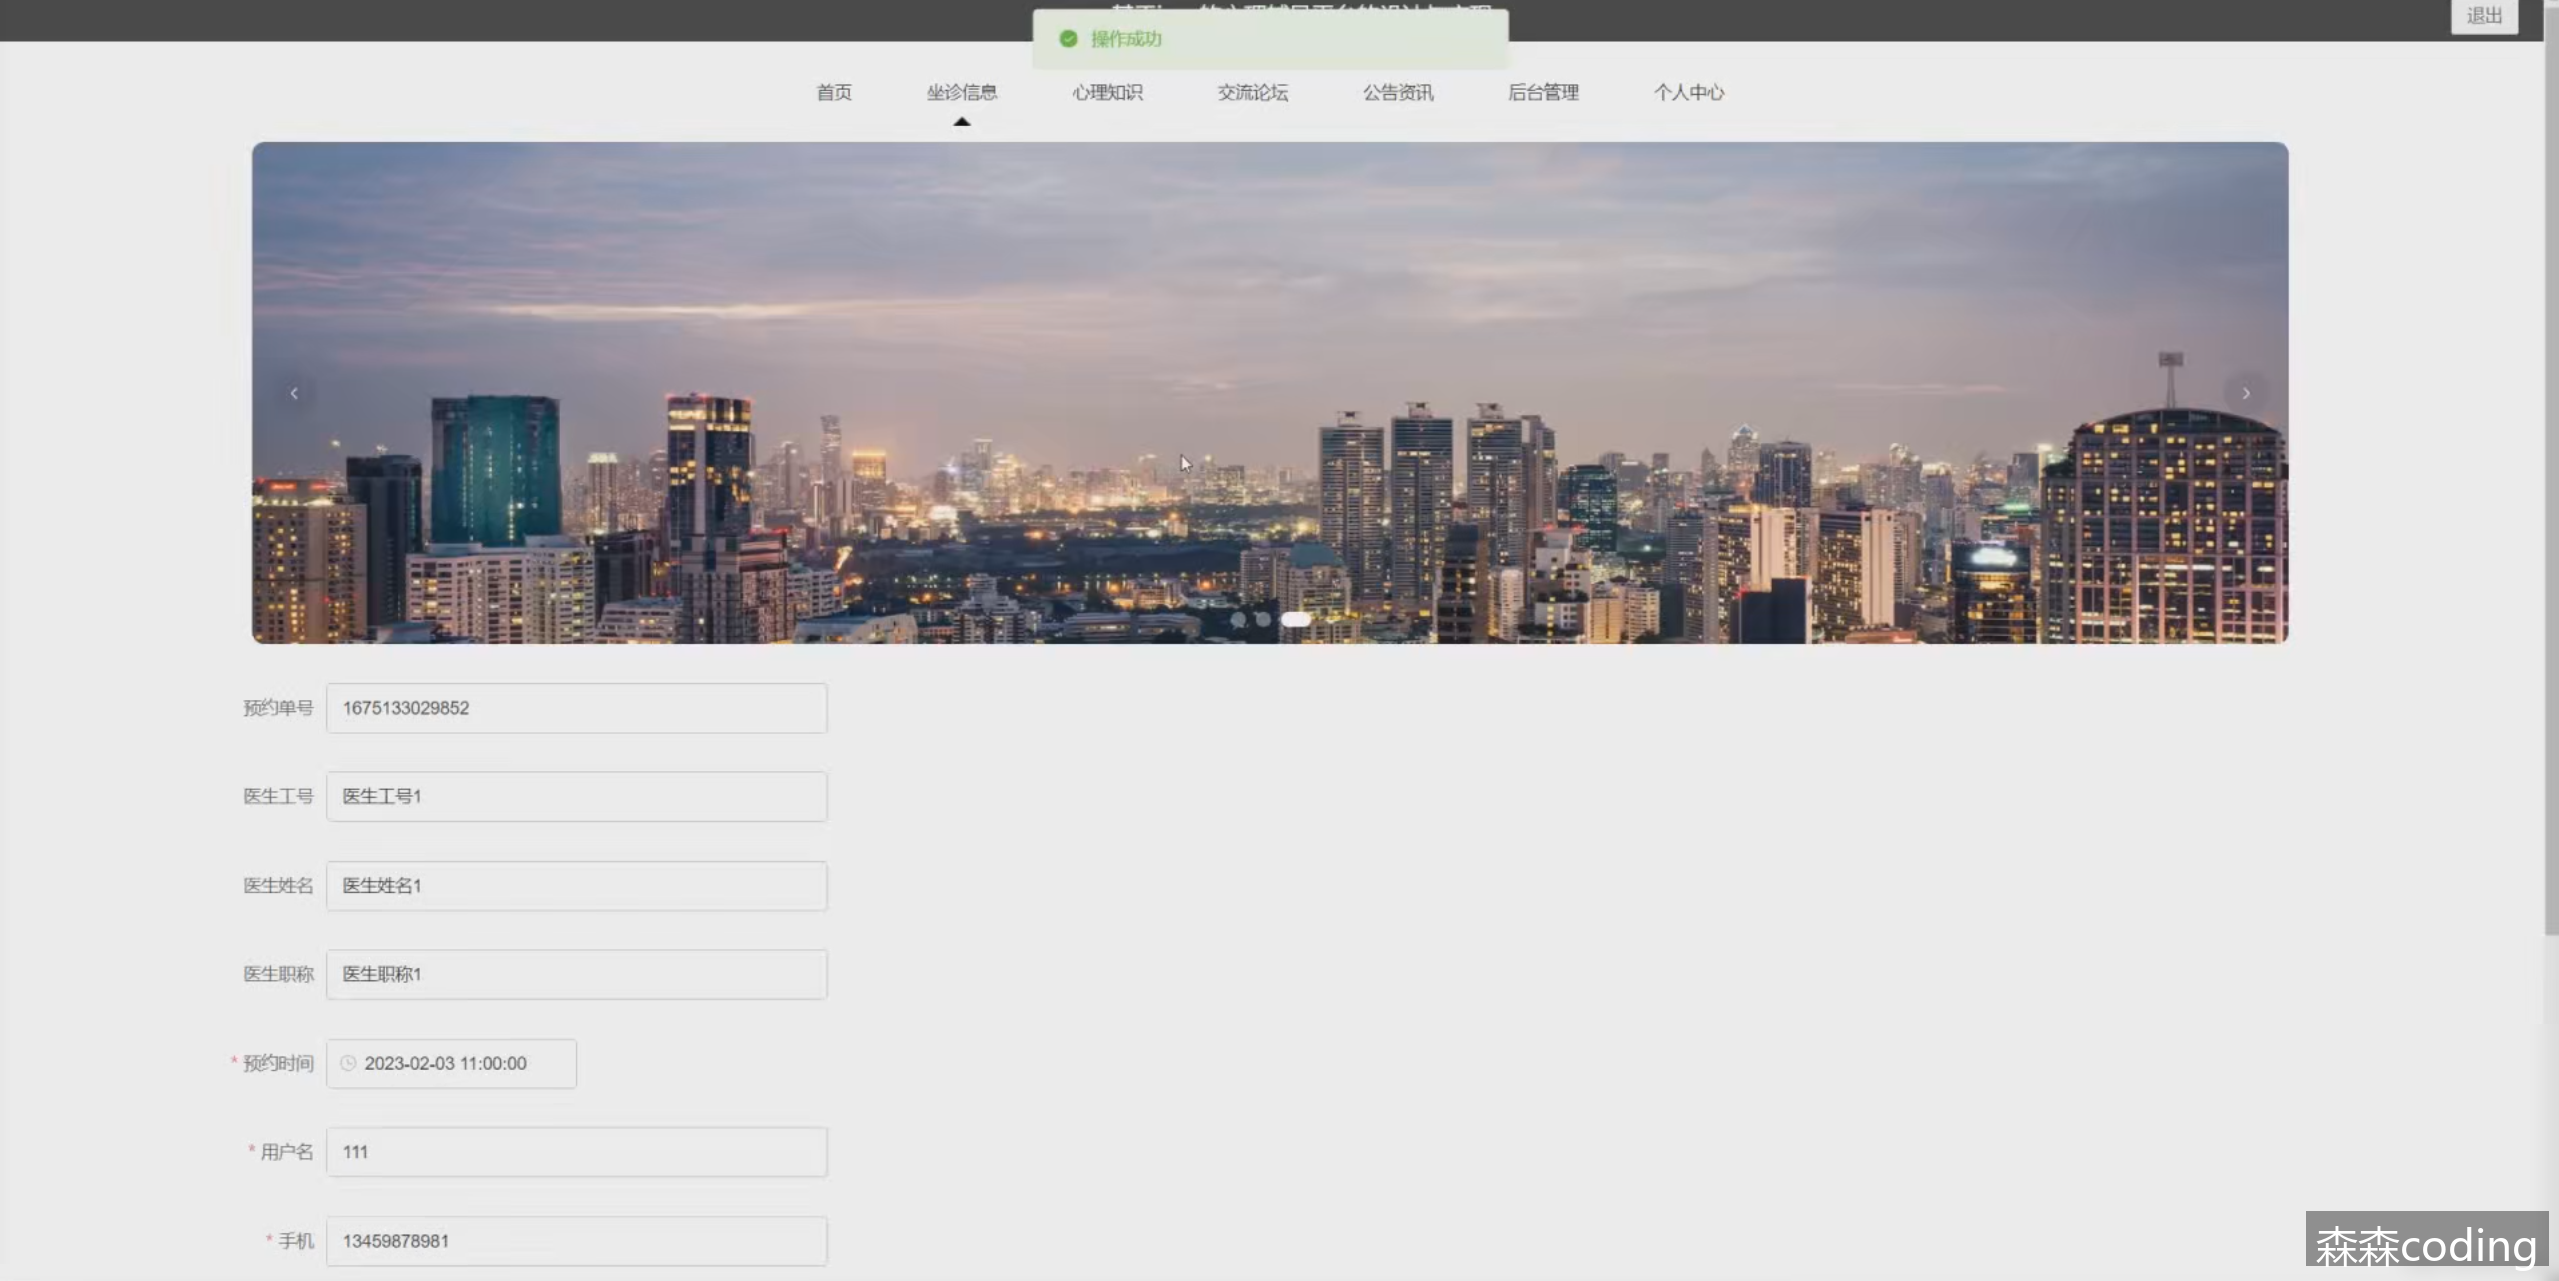 退出
操作成功
首页 坐诊信息 心理知识 交流论坛 公告资讯 后台管理 个人中心
预约单号 1675133029852
医生工号 医生工号1
医生姓名 医生姓名1
医生职称 医生职称1
* 预约时间 2023-02-03 11:00:00
* 用户名 111
* 手机 13459878981
森森coding